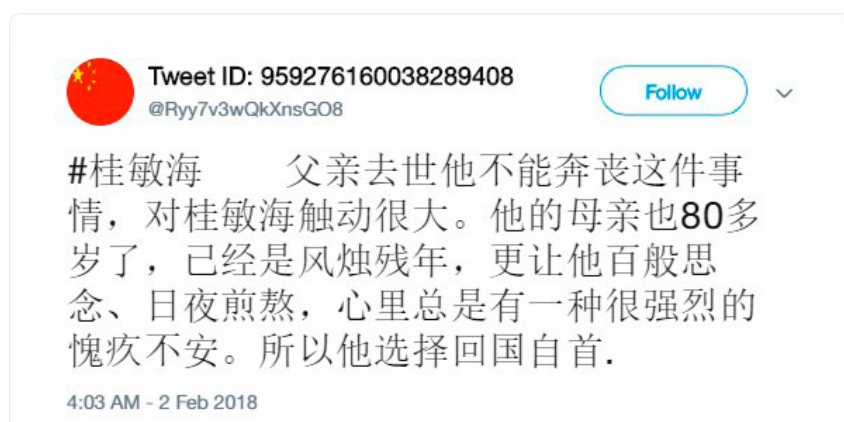 Tweet ID: 959276160038289408
Follow
@Ryy7v3wQkXnsGO8
#桂敏海  父亲去世他不能奔丧这件事
情，对桂敏海触动很大。他的母亲也80多
岁了，已经是风烛残年，更让他百般思
念、日夜煎熬，心里总是有一种很强烈的
愧疚不安。所以他选择回国自首.
4:03 AM - 2 Feb 2018